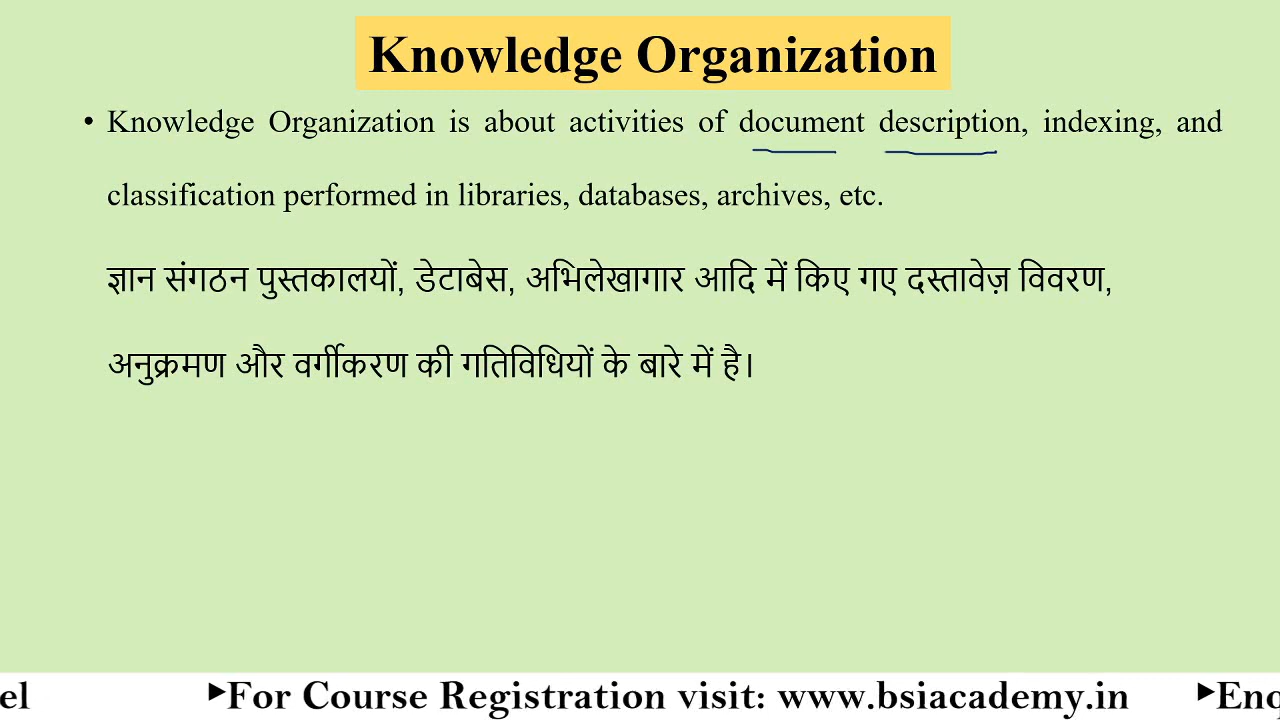 Knowledge Organization
• Knowledge Organization is about activities of document description, indexing, and
classification performed in libraries, databases, archives, etc.
ज्ञान संगठन पुस्तकालयों, डेटाबेस, अभिलेखागार आदि में किए गए दस्तावेज़ विवरण,
अनुक्रमण और वर्गीकरण की गतिविधियों के बारे में है।
el ▶For Course Registration visit: www.bsiacademy.in ▶Enq